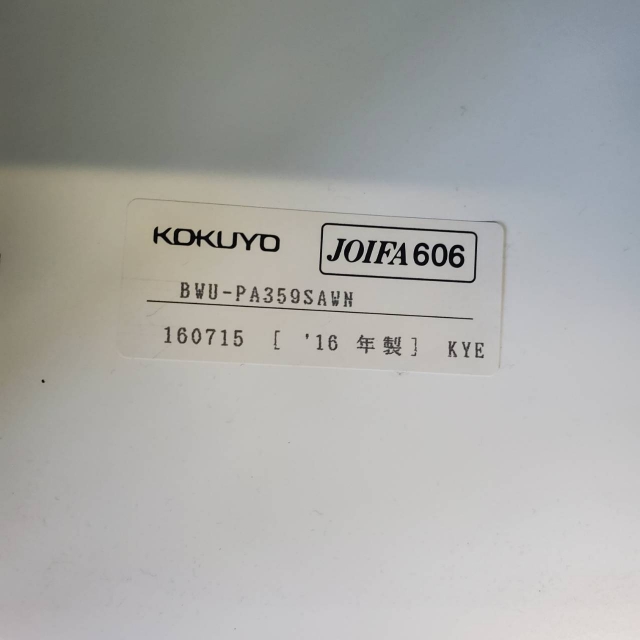 KOKUYO JOIFA606
BWU-PA359SAWN
160715 [ '16 年製] KYE